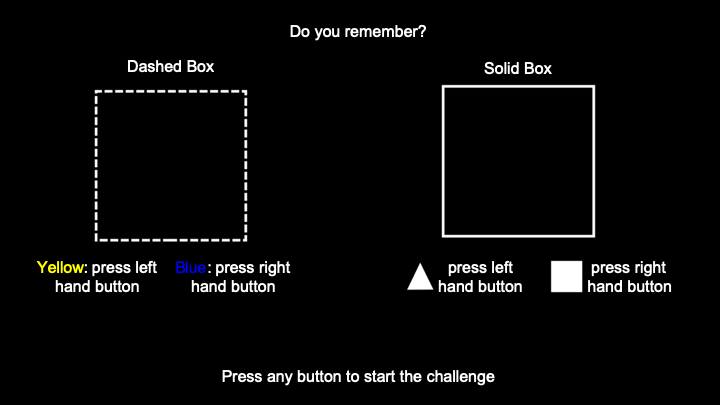 Do you remember?
Dashed Box
Solid Box
Yellow: press left
hand button
Blue: press right
hand button
press left
hand button
press right
hand button
Press any button to start the challenge